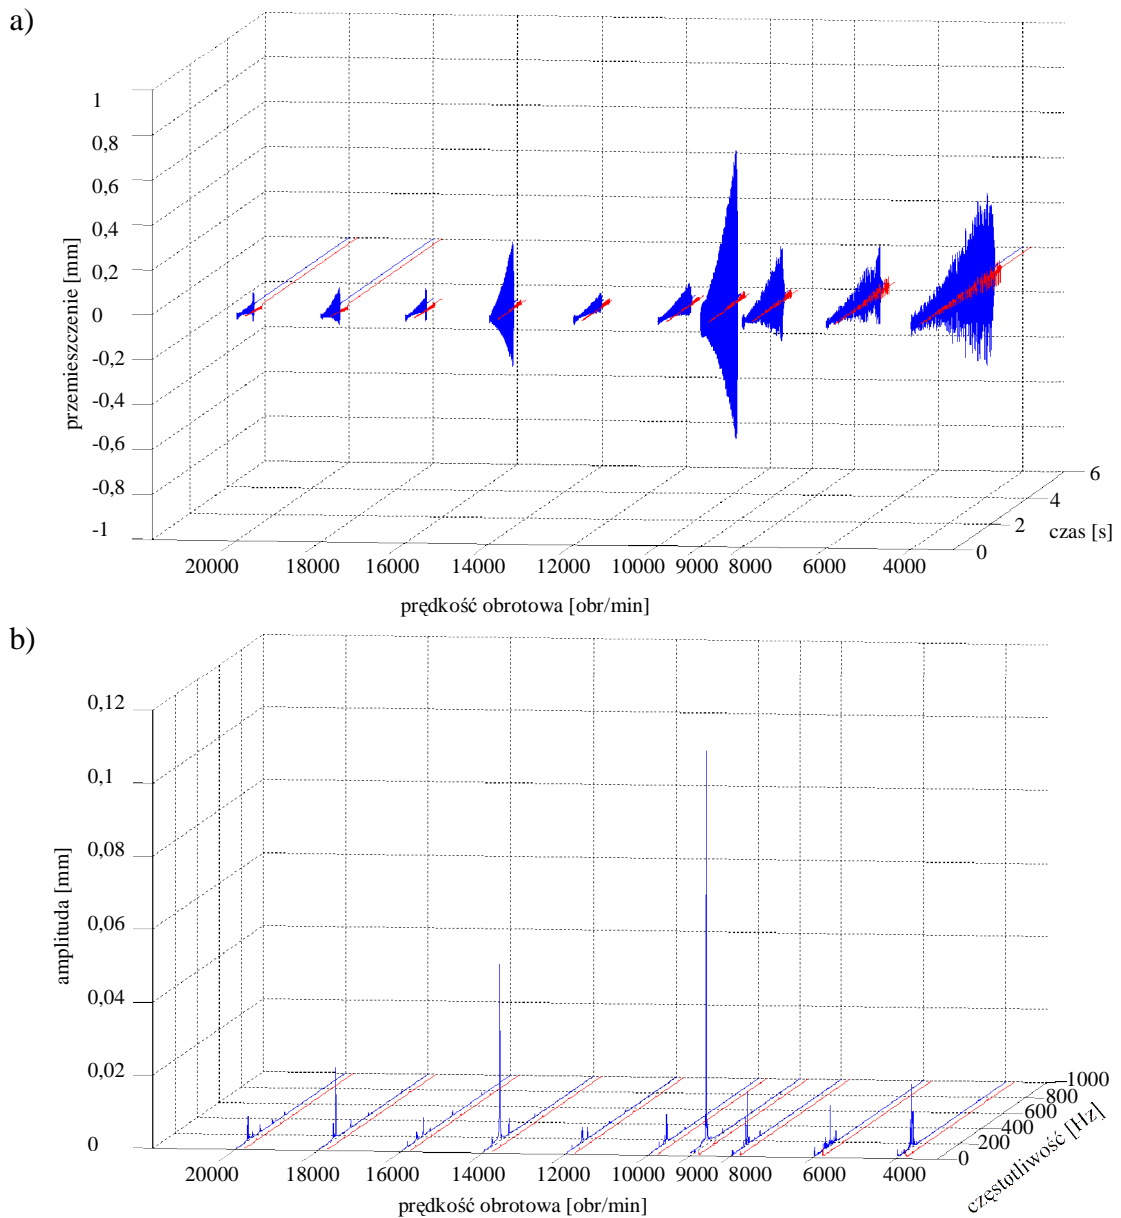 a)
1
0,8
0,6
0,4
0,2
0
-0,2
-0,4
-0,6
-0,8
-1
przemieszczenie [mm]
6
4
2
0
czas [s]
20000 18000 16000 14000 12000 10000 9000 8000 6000 4000
prędkość obrotowa [obr/min]
b)
0,12
0,1
0,08
0,06
0,04
0,02
0
amplituda [mm]
1000
800
600
400
200
0
częstotliwość [Hz]
20000 18000 16000 14000 12000 10000 9000 8000 6000 4000
prędkość obrotowa [obr/min]